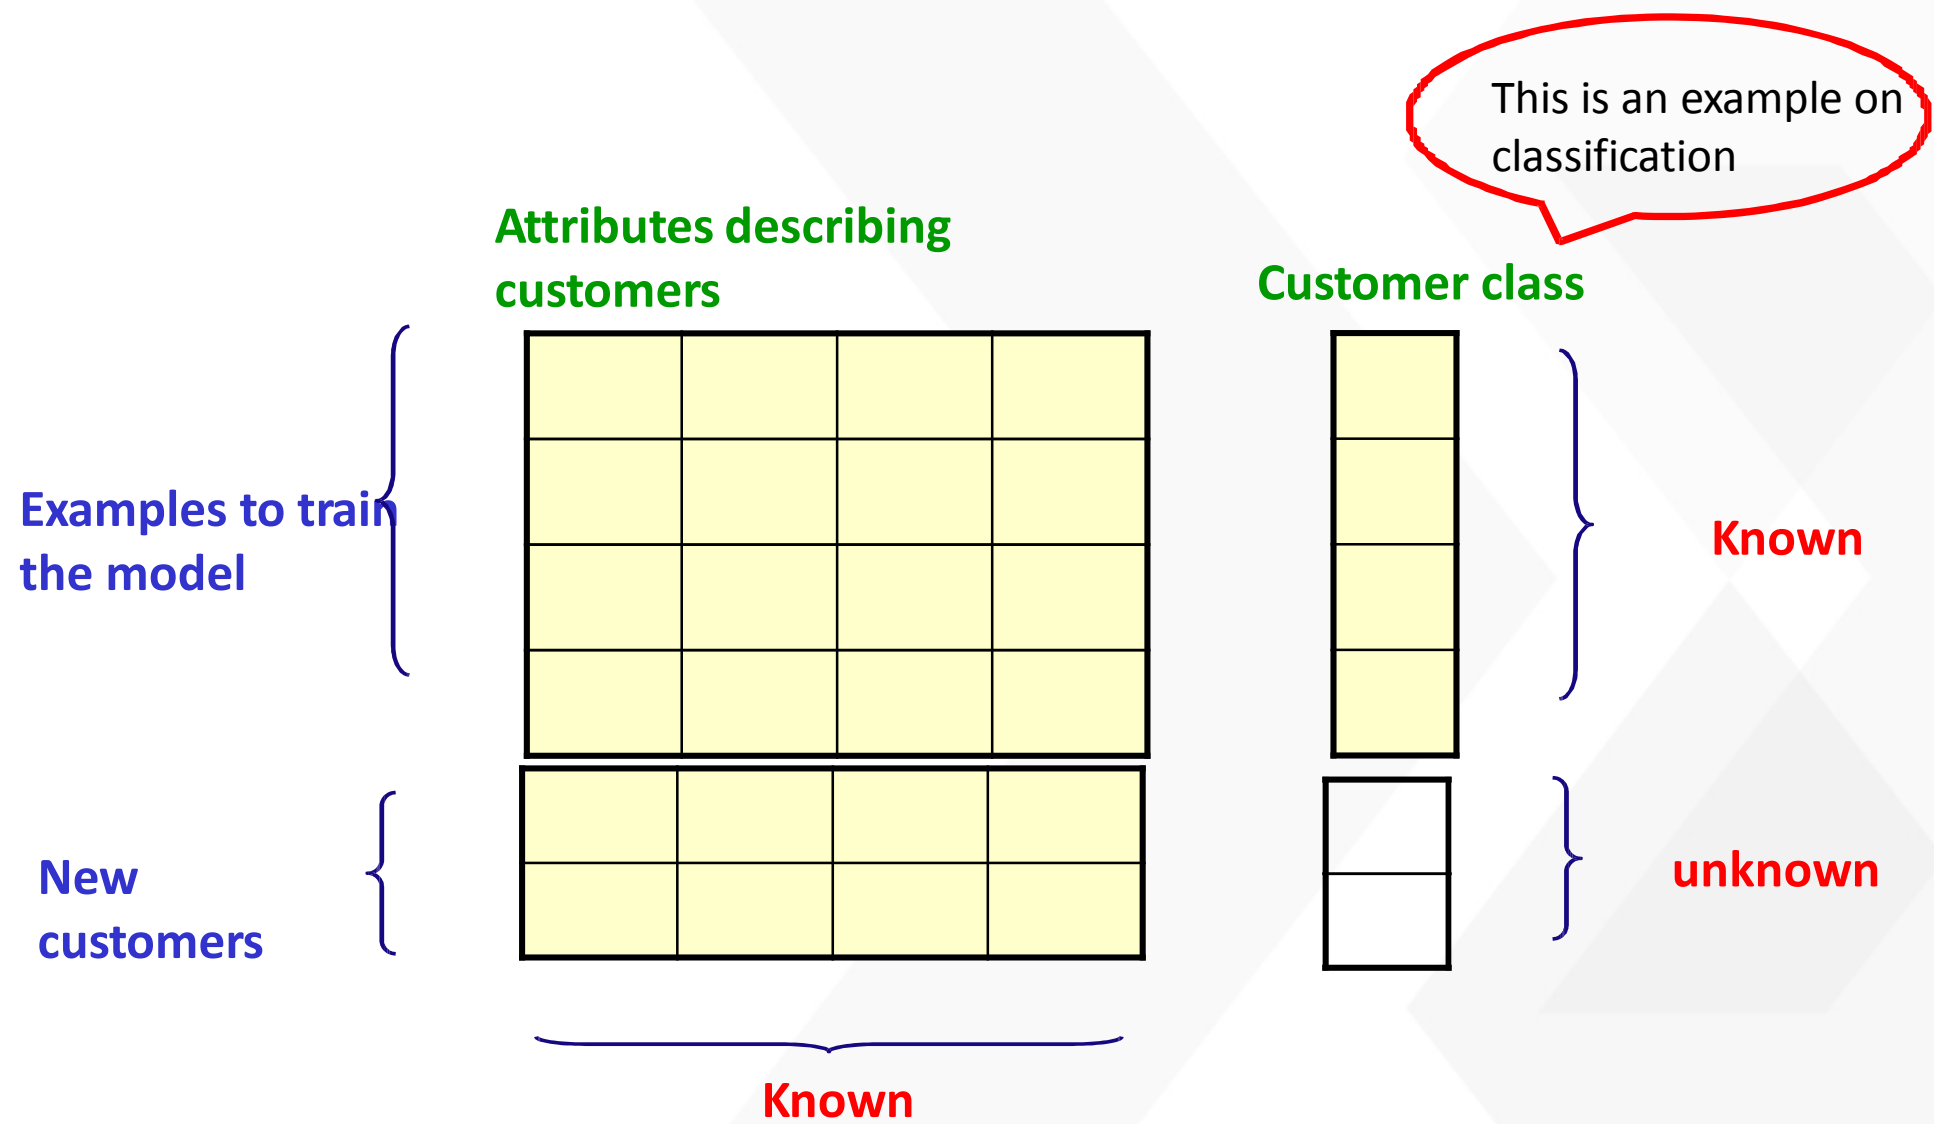 This is an example on
classification
Attributes describing
customers
Customer class
Examples to train
the model
Known
New
customers
unknown
Known